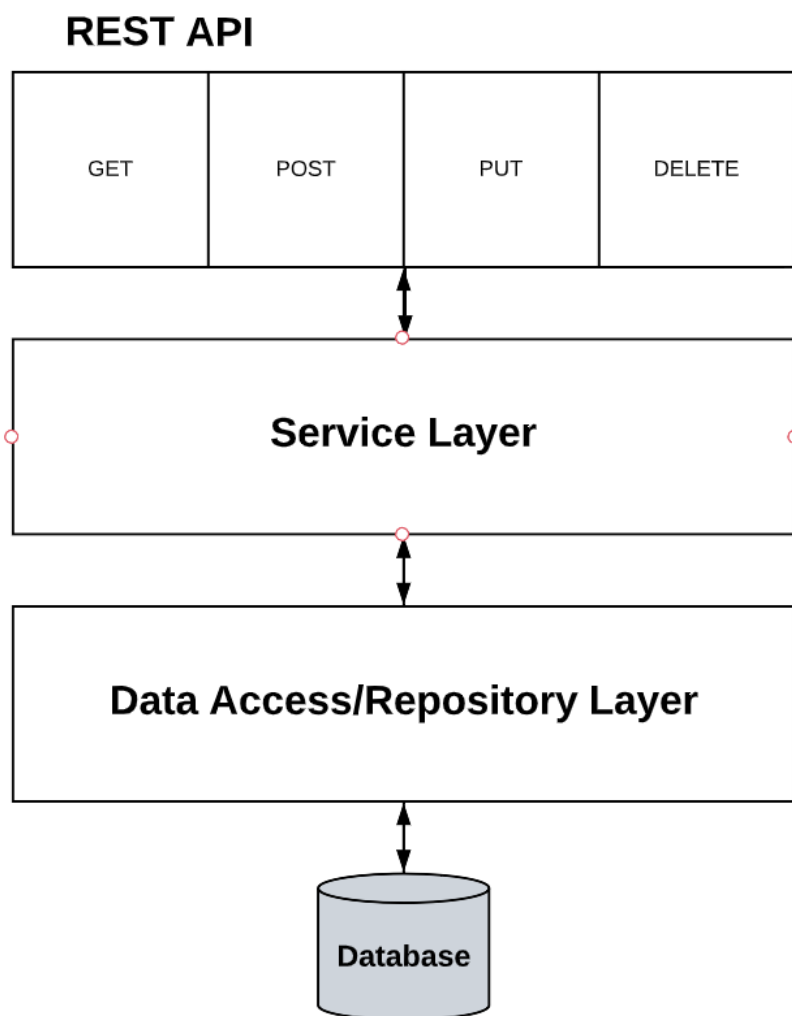 REST API
GET POST PUT DELETE
Service Layer
Data Access/Repository Layer
Database